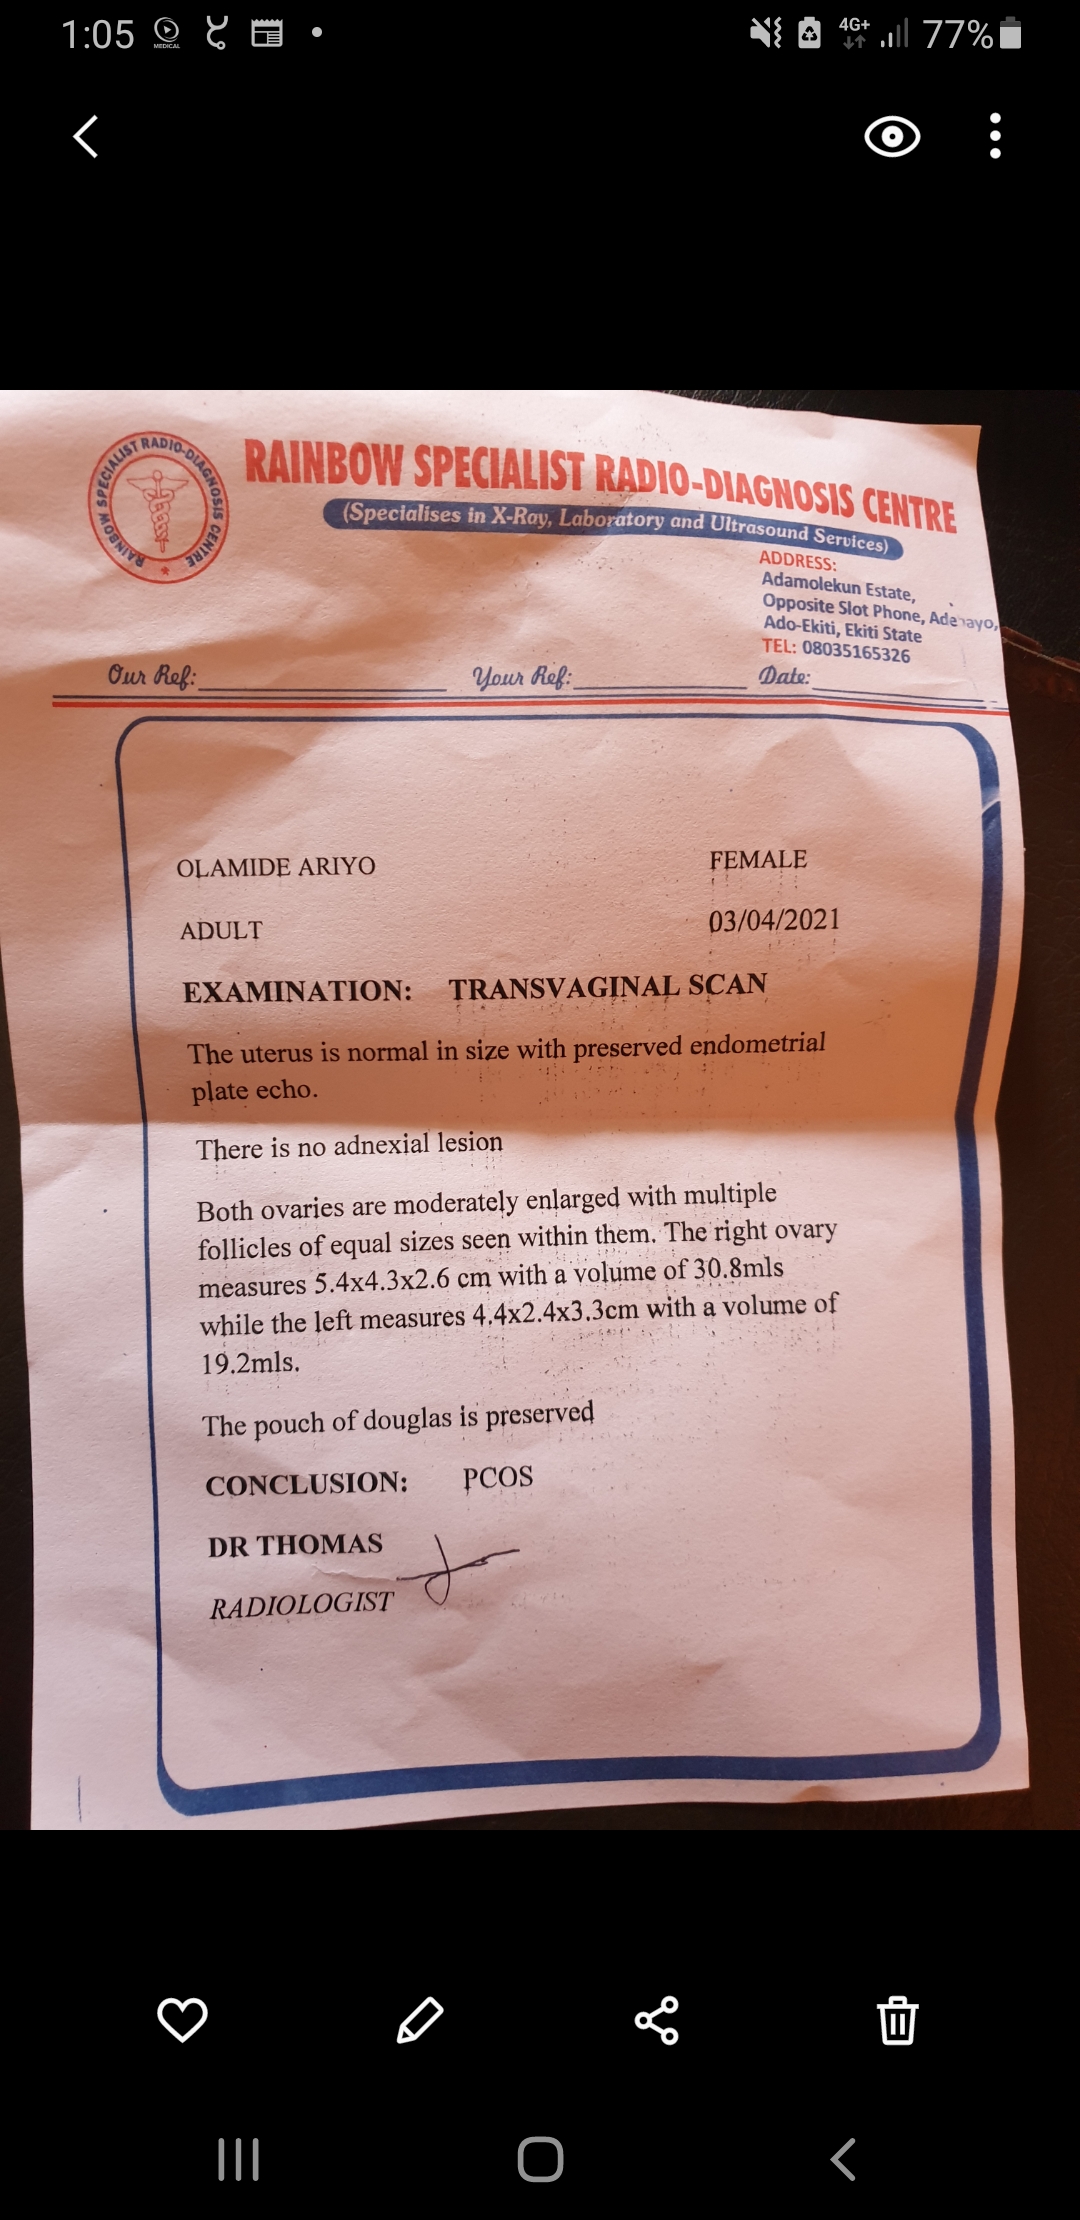 1:05
MEDICAL
4G+
77%
RAINBOW SPECIALIST RADIO-DIAGNOSIS CENTRE
RAINBOW SPECIALIST RADIO-DIAGNOSIS CENTRE
(Specialises in X-Ray, Laboratory and Ultrasound Services)
ADDRESS:
Adamolekun Estate,
Opposite Slot Phone, Adebayo,
Ado-Ekiti, Ekiti State
TEL: 08035165326
Our Ref: Your Ref: Date:
OLAMIDE ARIYO FEMALE
ADULT 03/04/2021
EXAMINATION: TRANSVAGINAL SCAN
The uterus is normal in size with preserved endometrial
plate echo.
There is no adnexial lesion
Both ovaries are moderately enlarged with multiple
follicles of equal sizes seen within them. The right ovary
measures 5.4x4.3x2.6 cm with a volume of 30.8mls
while the left measures 4.4x2.4x3.3cm with a volume of
19.2mls.
The pouch of douglas is preserved
CONCLUSION: PCOS
DR THOMAS
RADIOLOGIST